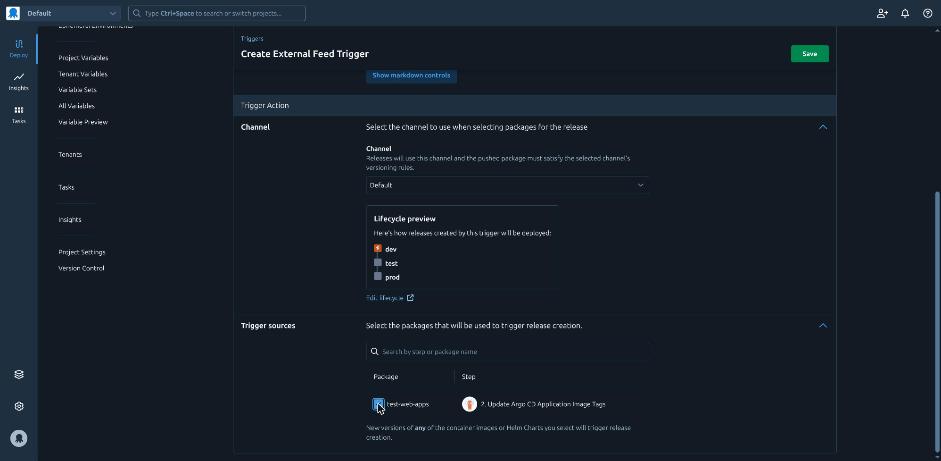 Default
Type Ctrl+Space to search or switch projects...
Deploy
Insights
Tasks
Ephemeral Environments
Project Variables
Tenant Variables
Variable Sets
All Variables
Variable Preview
Tenants
Tasks
Insights
Project Settings
Version Control
Triggers
Create External Feed Trigger
Save
Show markdown controls
Trigger Action
Channel
Select the channel to use when selecting packages for the release
Channel
Releases will use this channel and the pushed package must satisfy the selected channel's
versioning rules.
Default
Lifecycle preview
Here's how releases created by this trigger will be deployed:
dev
test
prod
Edit lifecycle
Trigger sources
Select the packages that will be used to trigger release creation.
Search by step or package name
Package
Step
test-web-apps
2. Update Argo CD Application Image Tags
New versions of any of the container images or Helm Charts you select will trigger release
creation.